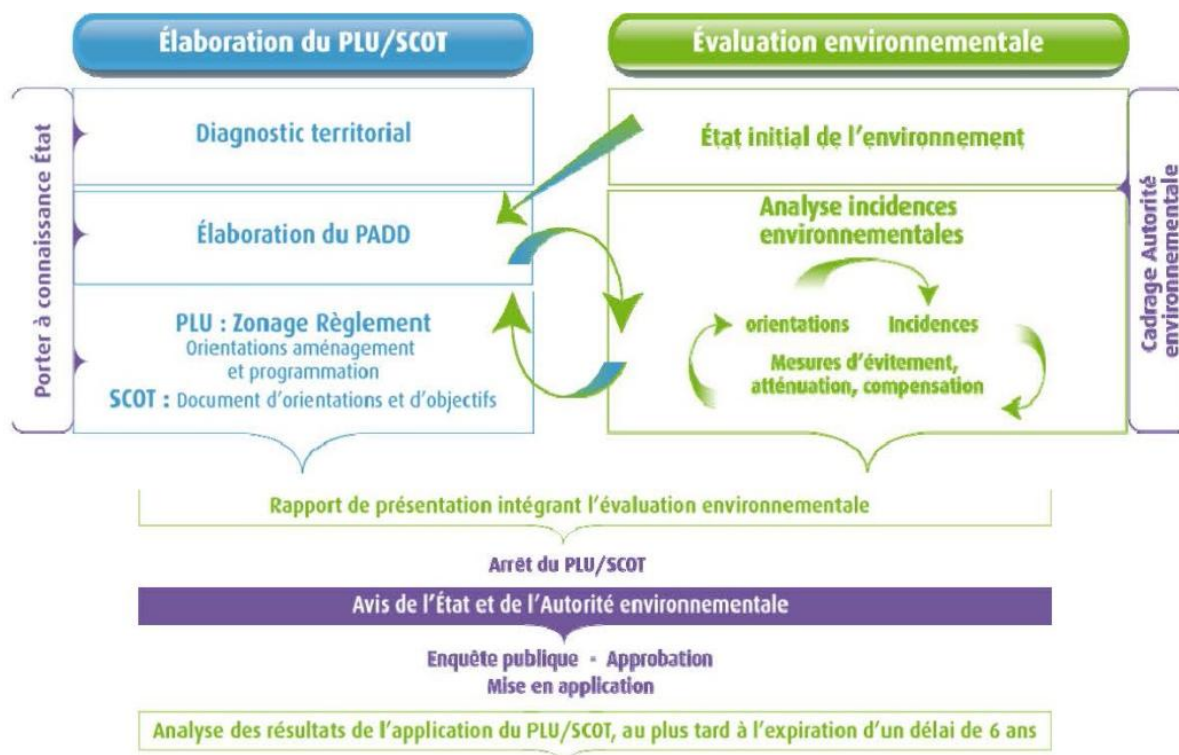 Élaboration du PLU/SCOT
Évaluation environnementale
Porter à connaissance État
Diagnostic territorial
État initial de l'environnement
Élaboration du PADD
Analyse incidences
environnementales
PLU : Zonage Règlement
Orientations aménagement
et programmation
SCOT : Document d'orientations et d'objectifs
orientations
Incidences
Mesures d'évitement,
atténuation, compensation
Cadrage Autorité
environnementale
Rapport de présentation intégrant l'évaluation environnementale
Arrêt du PLU/SCOT
Avis de l'État et de l'Autorité environnementale
Enquête publique - Approbation
Mise en application
Analyse des résultats de l'application du PLU/SCOT, au plus tard à l'expiration d'un délai de 6 ans